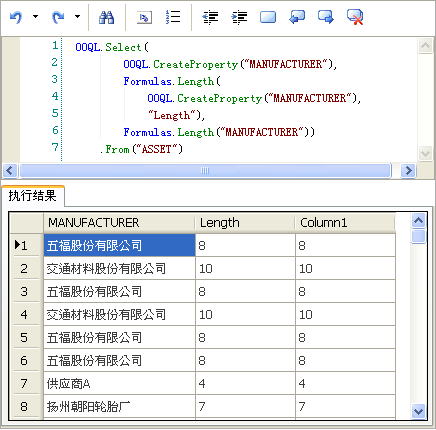 1 OOQL.Select(
2 OOQL.CreateProperty("MANUFACTURER"),
3 Formulas.Length(
4 OOQL.CreateProperty("MANUFACTURER"),
5 "Length"),
6 Formulas.Length("MANUFACTURER"))
7 .From("ASSET")
执行结果
MANUFACTURER Length Column1
1 五福股份有限公司 8 8
2 交通材料股份有限公司 10 10
3 五福股份有限公司 8 8
4 交通材料股份有限公司 10 10
5 五福股份有限公司 8 8
6 五福股份有限公司 8 8
7 供应商A 4 4
8 扬州朝阳轮胎厂 7 7